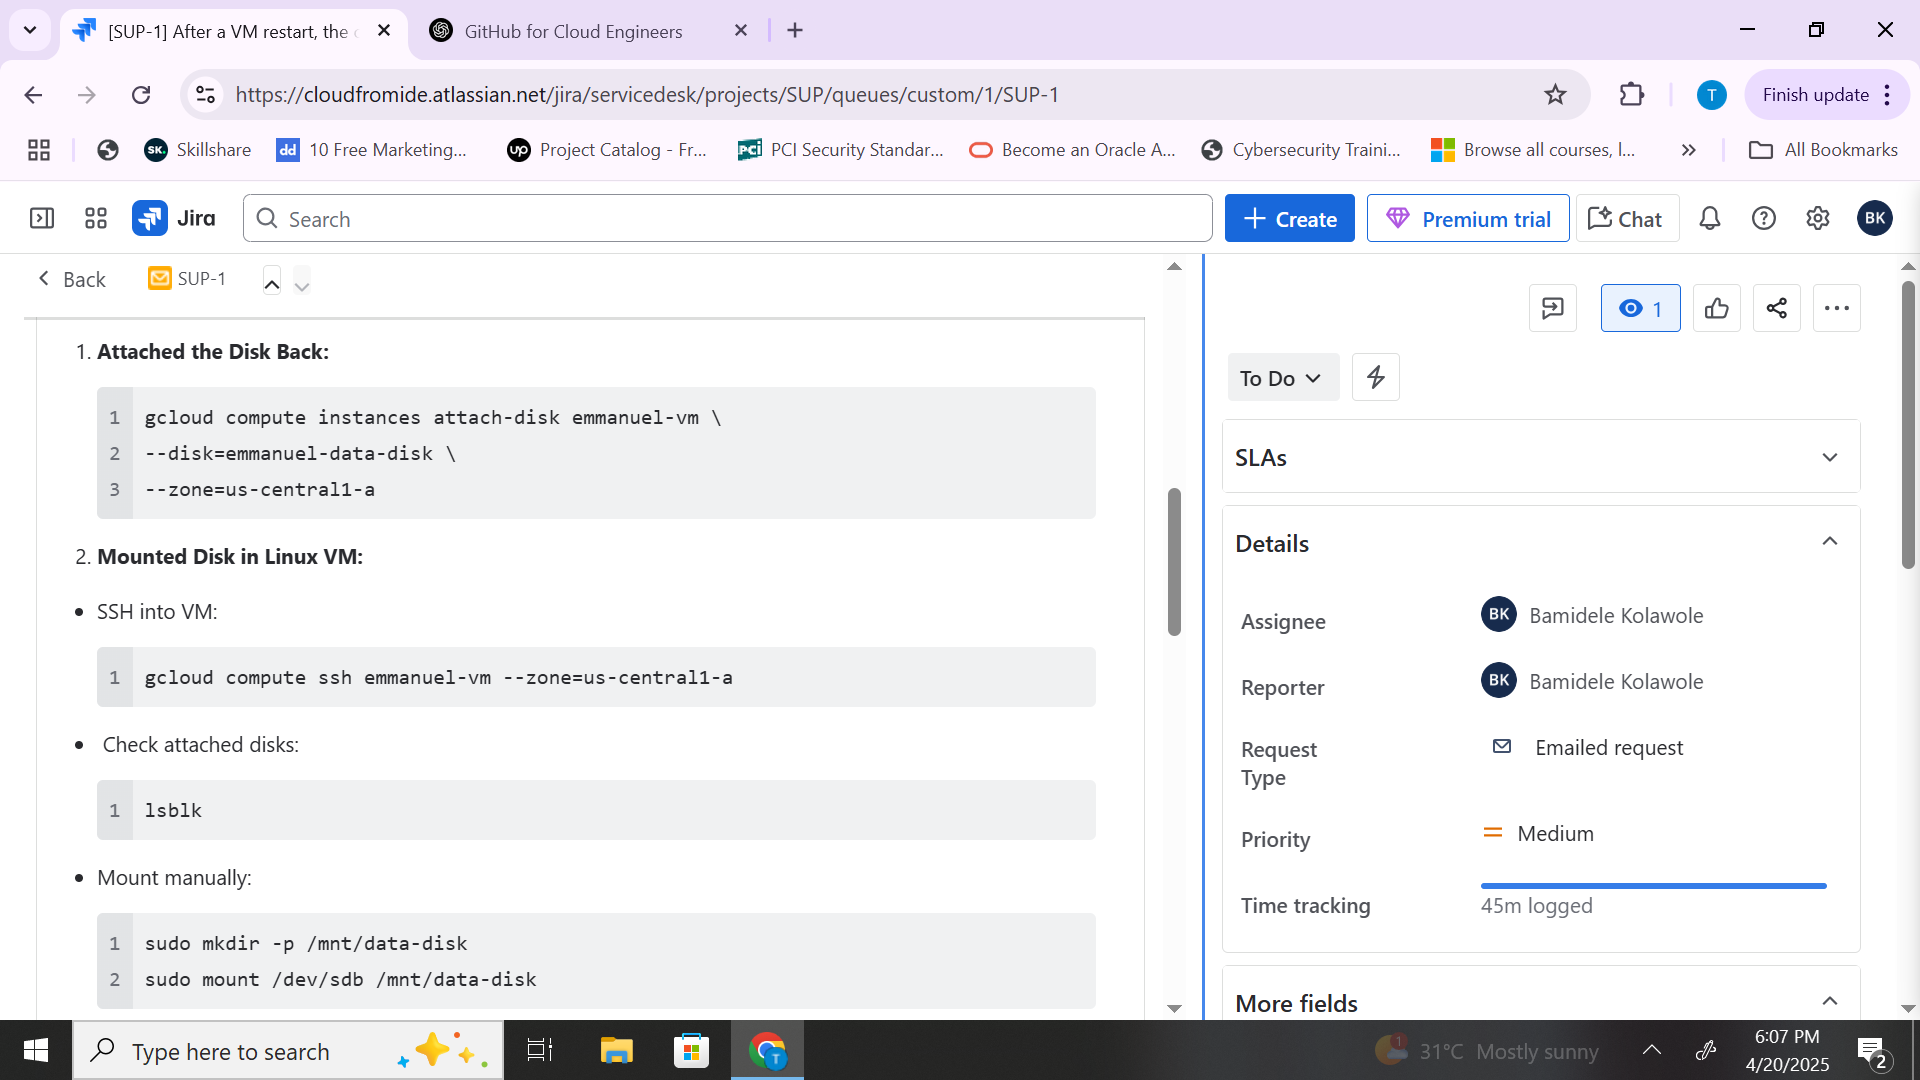 [SUP-1] After a VM restart, the
GitHub for Cloud Engineers
https://cloudfromide.atlassian.net/jira/servicedesk/projects/SUP/queues/custom/1/SUP-1
T
Finish update
Skillshare
10 Free Marketing...
Project Catalog - Fr...
PCI Security Standar...
Become an Oracle A...
Cybersecurity Traini...
Browse all courses, l...
All Bookmarks
Jira
Search
Create
Premium trial
Chat
BK
Back
SUP-1
1. Attached the Disk Back:
1 gcloud compute instances attach-disk emmanuel-vm \
2 --disk=emmanuel-data-disk \
3 --zone=us-central1-a
2. Mounted Disk in Linux VM:
• SSH into VM:
1 gcloud compute ssh emmanuel-vm --zone=us-central1-a
• Check attached disks:
1 lsblk
• Mount manually:
1 sudo mkdir -p /mnt/data-disk
2 sudo mount /dev/sdb /mnt/data-disk
1
To Do
SLAs
Details
Assignee
BK Bamidele Kolawole
Reporter
BK Bamidele Kolawole
Request Type
Emailed request
Priority
Medium
Time tracking
45m logged
More fields
Type here to search
1
31°C Mostly sunny
6:07 PM
4/20/2025
2